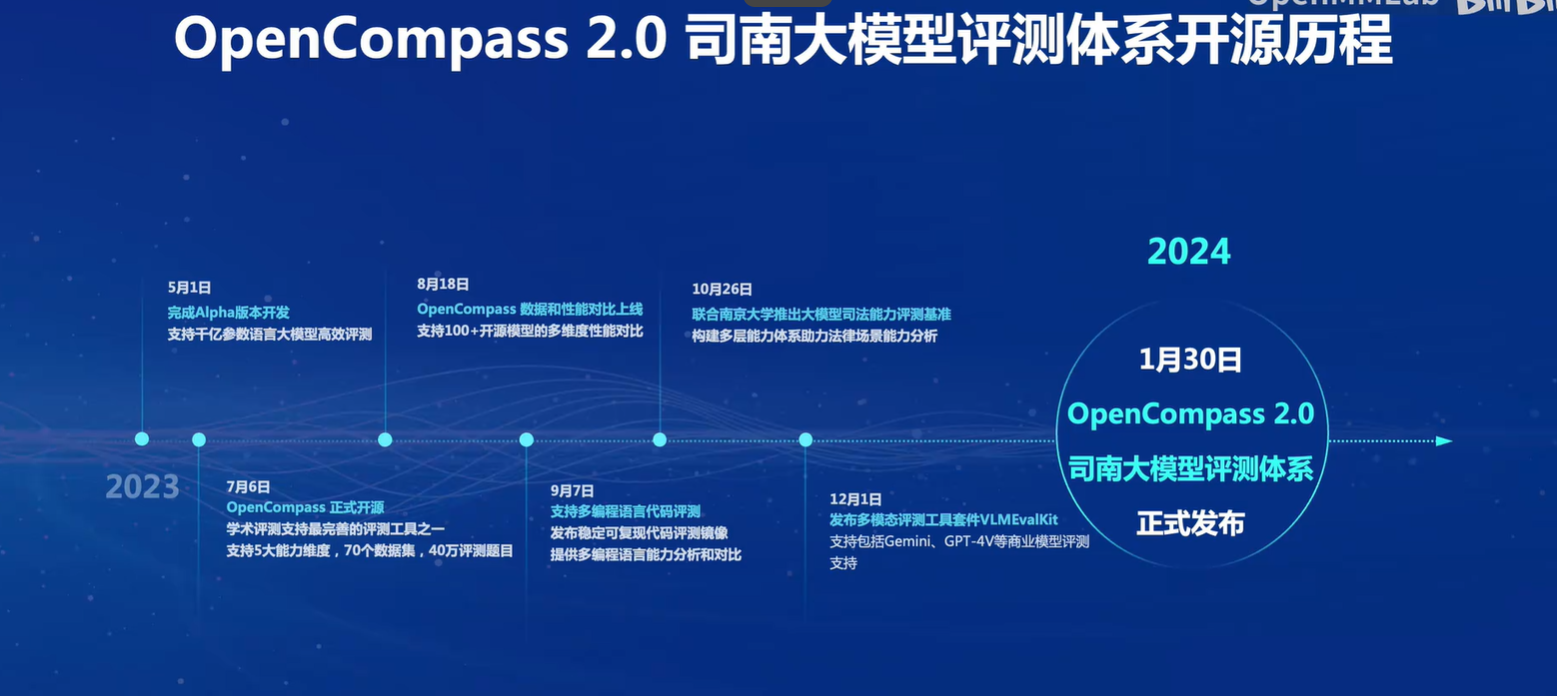 OpenMMLab
OpenCompass 2.0 司南大模型评测体系开源历程
2023
5月1日
完成Alpha版本开发
支持千亿参数语言大模型高效评测
7月6日
OpenCompass 正式开源
学术评测支持最完善的评测工具之一
支持5大能力维度，70个数据集，40万评测题目
8月18日
OpenCompass 数据和性能对比上线
支持100+开源模型的多维度性能对比
9月7日
支持多编程语言代码评测
发布稳定可复现代码评测镜像
提供多编程语言能力分析和对比
10月26日
联合南京大学推出大模型司法能力评测基准
构建多层能力体系助力法律场景能力分析
12月1日
发布多模态评测工具套件VLMEvalKit
支持包括Gemini、GPT-4V等商业模型评测
支持
2024
1月30日
OpenCompass 2.0
司南大模型评测体系
正式发布